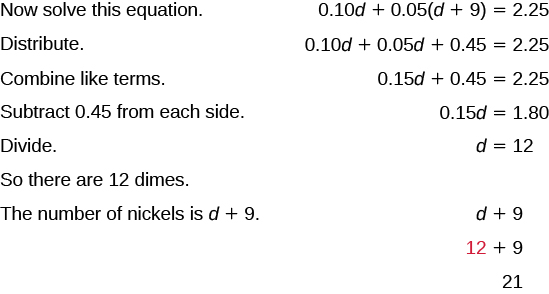 Now solve this equation. 0.10d + 0.05(d + 9) = 2.25
Distribute. 0.10d + 0.05d + 0.45 = 2.25
Combine like terms. 0.15d + 0.45 = 2.25
Subtract 0.45 from each side. 0.15d = 1.80
Divide. d = 12
So there are 12 dimes.
The number of nickels is d + 9. d + 9
12 + 9
21